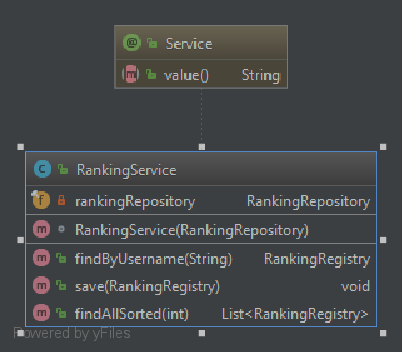 @ Service
m value() String
C RankingService
f rankingRepository RankingRepository
m RankingService(RankingRepository)
m findByUsername(String) RankingRegistry
m save(RankingRegistry) void
m findAllSorted(int) List<RankingRegistry>
Powered by yFiles